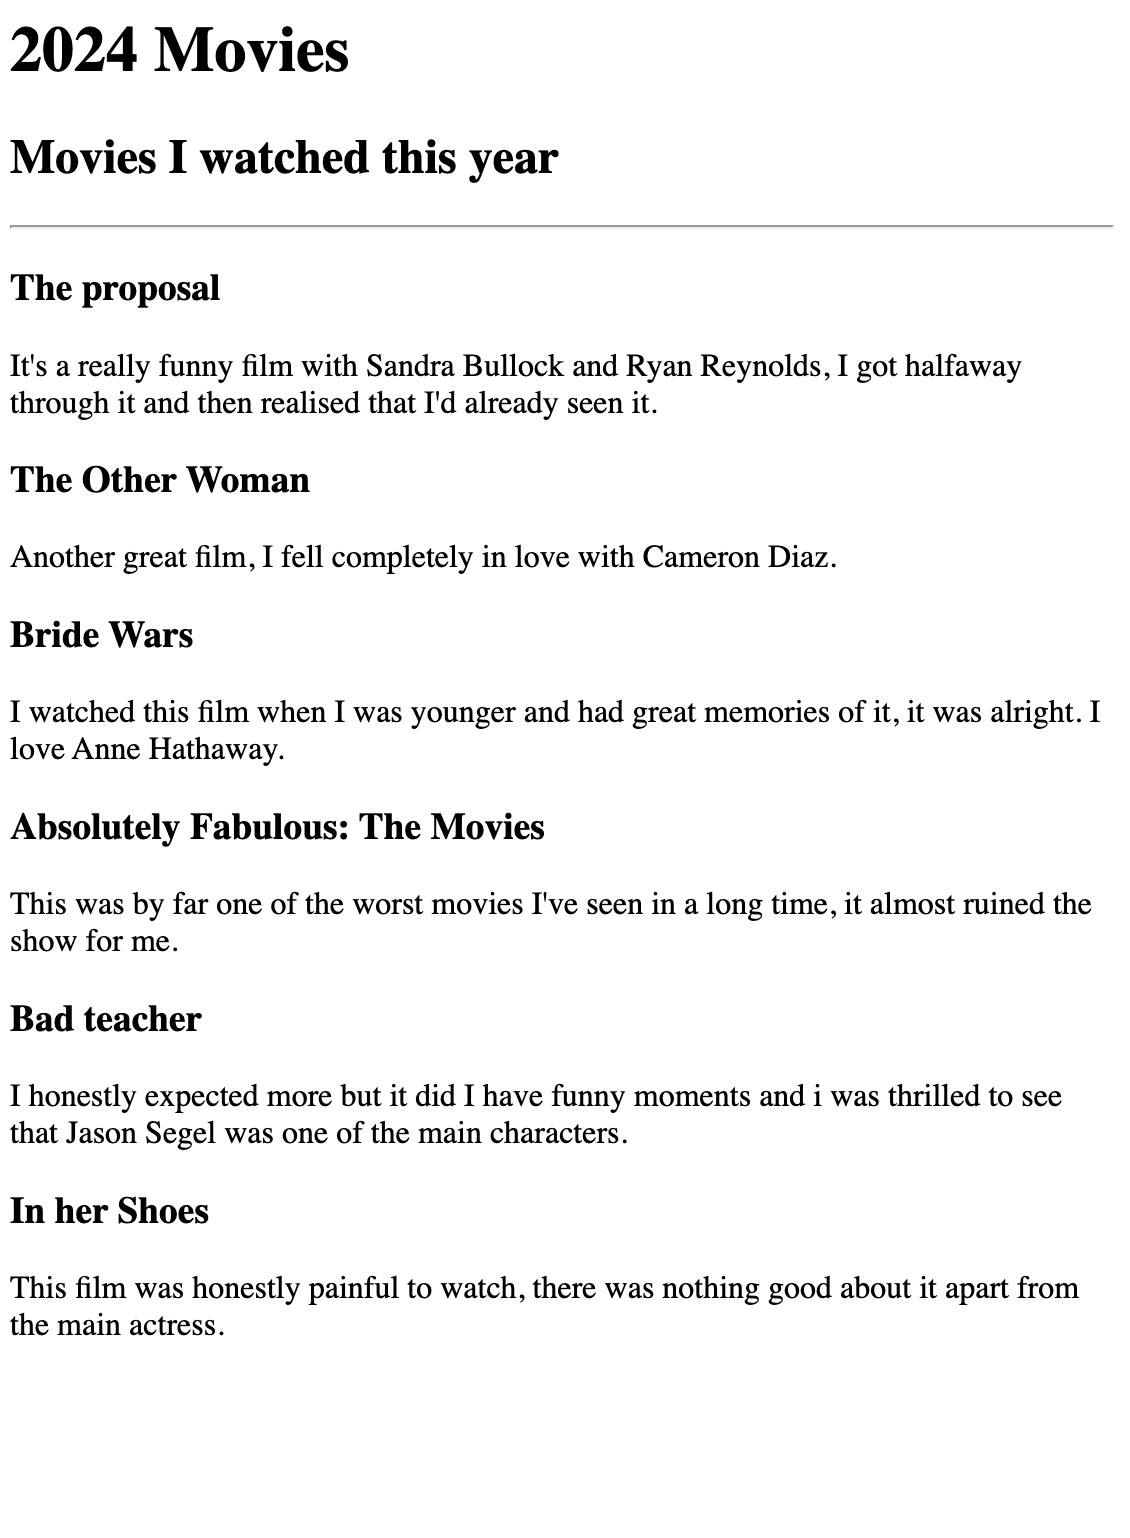 2024 Movies
Movies I watched this year
The proposal
It's a really funny film with Sandra Bullock and Ryan Reynolds, I got halfaway
through it and then realised that I'd already seen it.
The Other Woman
Another great film, I fell completely in love with Cameron Diaz.
Bride Wars
I watched this film when I was younger and had great memories of it, it was alright. I
love Anne Hathaway.
Absolutely Fabulous: The Movies
This was by far one of the worst movies I've seen in a long time, it almost ruined the
show for me.
Bad teacher
I honestly expected more but it did I have funny moments and i was thrilled to see
that Jason Segel was one of the main characters.
In her Shoes
This film was honestly painful to watch, there was nothing good about it apart from
the main actress.